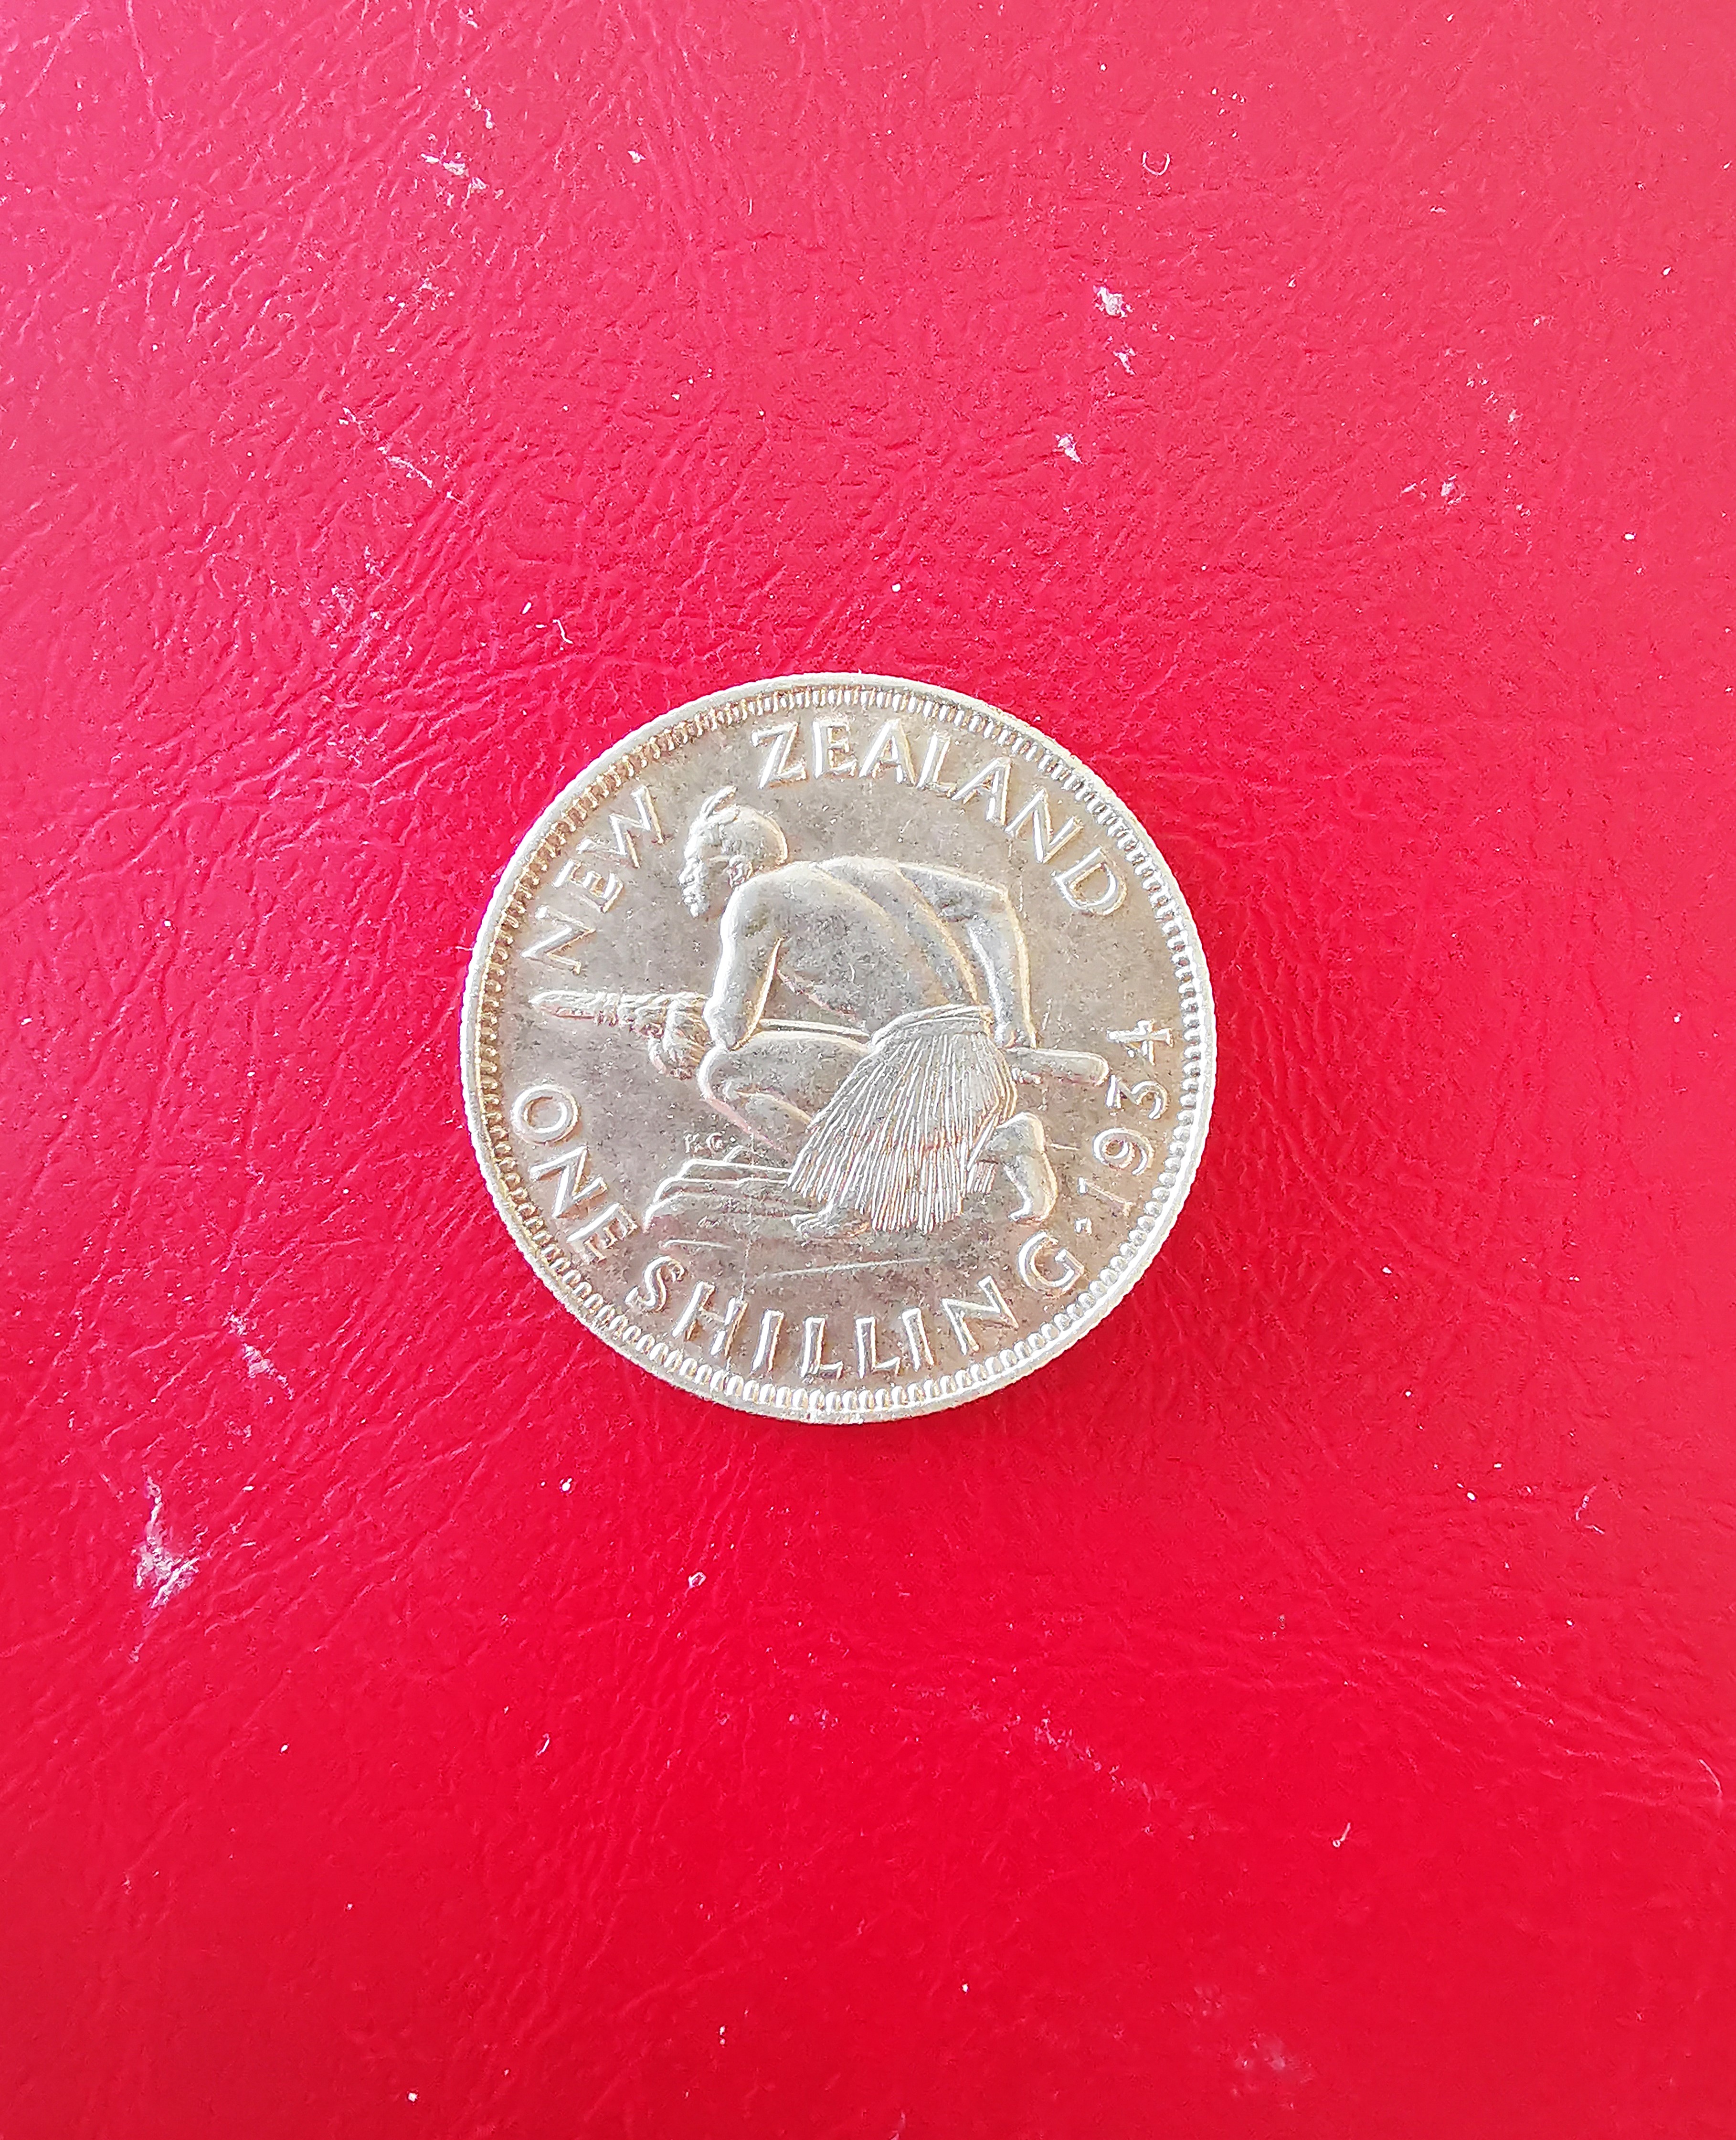 NEW ZEALAND
ONE SHILLING · 1934
K G.